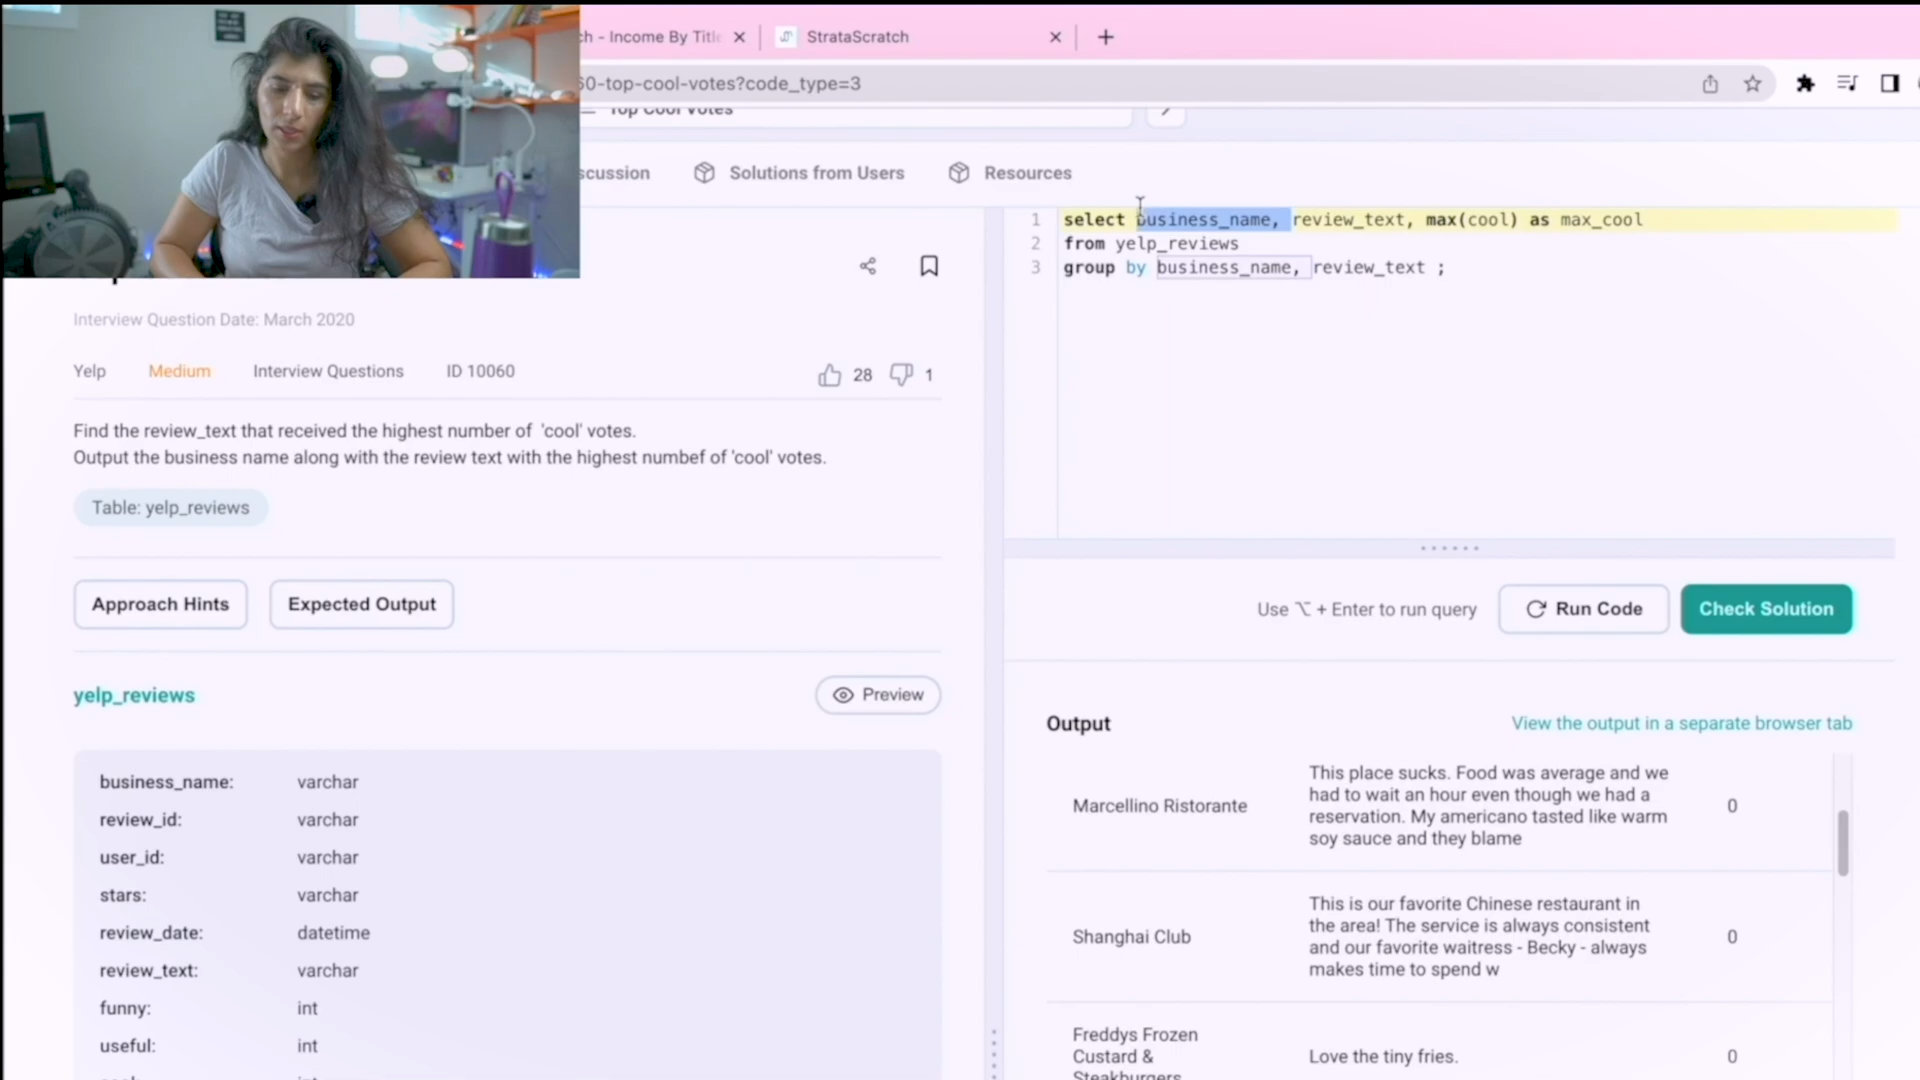 ch - Income By Title
StrataScratch
60-top-cool-votes?code_type=3
Top Cool Votes
scussion
Solutions from Users
Resources
1 select business_name, review_text, max(cool) as max_cool
2 from yelp_reviews
3 group by business_name, review_text ;
Interview Question Date: March 2020
Yelp Medium Interview Questions ID 10060 28 1
Find the review_text that received the highest number of 'cool' votes.
Output the business name along with the review text with the highest numbef of 'cool' votes.
Table: yelp_reviews
Approach Hints
Expected Output
Use ⌥ + Enter to run query
Run Code
Check Solution
yelp_reviews
Preview
business_name: varchar
review_id: varchar
user_id: varchar
stars: varchar
review_date: datetime
review_text: varchar
funny: int
useful: int
Output
View the output in a separate browser tab
Marcellino Ristorante
This place sucks. Food was average and we
had to wait an hour even though we had a
reservation. My americano tasted like warm
soy sauce and they blame
0
Shanghai Club
This is our favorite Chinese restaurant in
the area! The service is always consistent
and our favorite waitress - Becky - always
makes time to spend w
0
Freddys Frozen
Custard &
Steakburgers
Love the tiny fries.
0